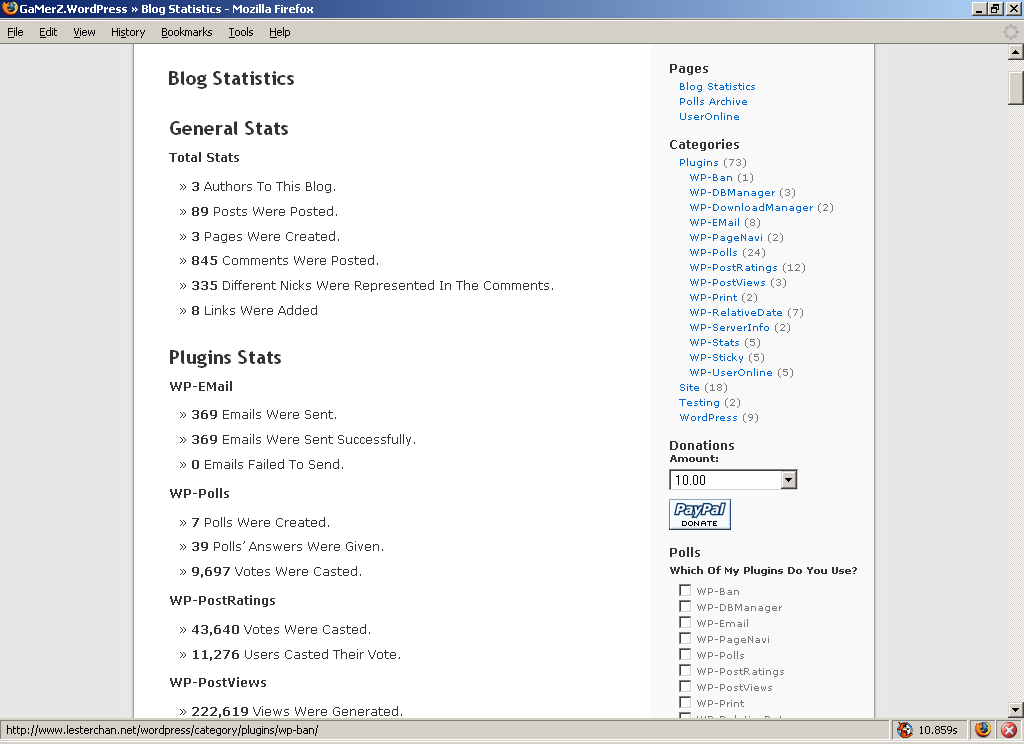 GaMerZ.WordPress » Blog Statistics - Mozilla Firefox
File Edit View History Bookmarks Tools Help
Blog Statistics
General Stats
Total Stats
» 3 Authors To This Blog.
» 89 Posts Were Posted.
» 3 Pages Were Created.
» 845 Comments Were Posted.
» 335 Different Nicks Were Represented In The Comments.
» 8 Links Were Added
Plugins Stats
WP-EMail
» 369 Emails Were Sent.
» 369 Emails Were Sent Successfully.
» 0 Emails Failed To Send.
WP-Polls
» 7 Polls Were Created.
» 39 Polls’ Answers Were Given.
» 9,697 Votes Were Casted.
WP-PostRatings
» 43,640 Votes Were Casted.
» 11,276 Users Casted Their Vote.
WP-PostViews
» 222,619 Views Were Generated.
Pages
Blog Statistics
Polls Archive
UserOnline
Categories
Plugins (73)
WP-Ban (1)
WP-DBManager (3)
WP-DownloadManager (2)
WP-EMail (8)
WP-PageNavi (2)
WP-Polls (24)
WP-PostRatings (12)
WP-PostViews (3)
WP-Print (2)
WP-RelativeDate (7)
WP-ServerInfo (2)
WP-Stats (5)
WP-Sticky (5)
WP-UserOnline (5)
Site (18)
Testing (2)
WordPress (9)
Donations
Amount:
10.00
PayPal
DONATE
Polls
Which Of My Plugins Do You Use?
WP-Ban
WP-DBManager
WP-Email
WP-PageNavi
WP-Polls
WP-PostRatings
WP-PostViews
WP-Print
http://www.lesterchan.net/wordpress/category/plugins/wp-ban/
10.859s